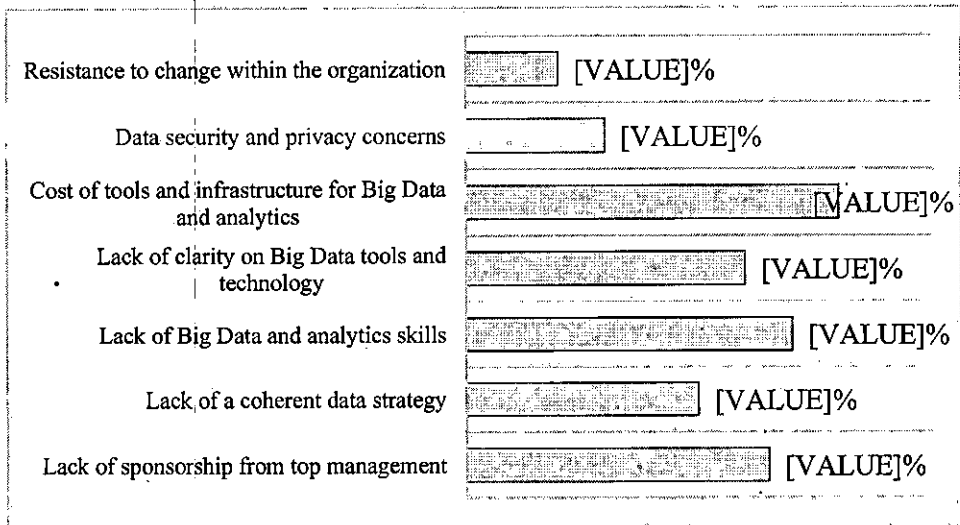 Resistance to change within the organization [VALUE]%
Data security and privacy concerns [VALUE]%
Cost of tools and infrastructure for Big Data
and analytics [VALUE]%
Lack of clarity on Big Data tools and
technology [VALUE]%
Lack of Big Data and analytics skills [VALUE]%
Lack of a coherent data strategy [VALUE]%
Lack of sponsorship from top management [VALUE]%